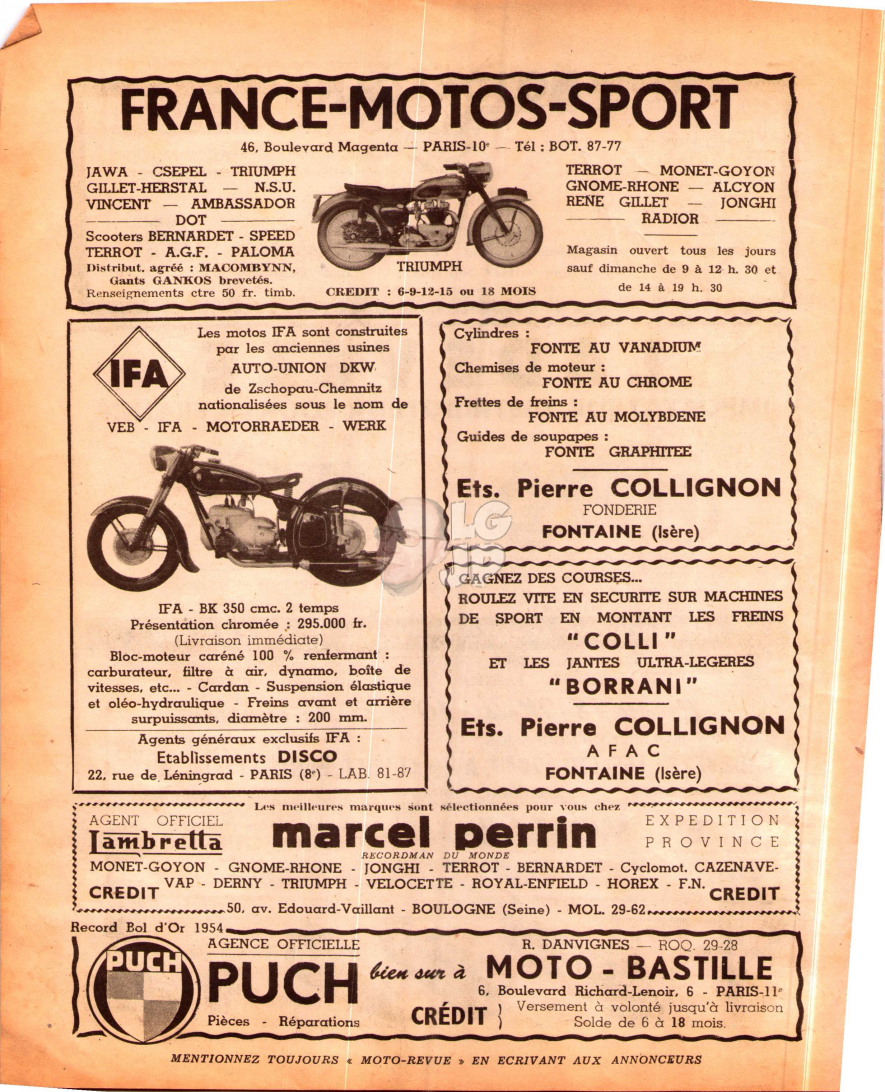 FRANCE-MOTOS-SPORT
46, Boulevard Magenta — PARIS-10e — Tél : BOT. 87-77
JAWA - CSEPEL - TRIUMPH
GILLET-HERSTAL — N.S.U.
VINCENT — AMBASSADOR
DOT
Scooters BERNARDET - SPEED
TERROT - A.G.F. - PALOMA
Distribut. agréé : MACOMBYNN,
Gants GANKOS brevetés.
Renseignements ctre 50 fr. timb.
TRIUMPH
CREDIT : 6-9-12-15 ou 18 MOIS
TERROT — MONET-GOYON
GNOME-RHONE — ALCYON
RENE GILLET — JONGHI
RADIOR
Magasin ouvert tous les jours
sauf dimanche de 9 à 12 h. 30 et
de 14 à 19 h. 30
IFA
Les motos IFA sont construites
par les anciennes usines
AUTO-UNION DKW
de Zschopau-Chemnitz
nationalisées sous le nom de
VEB - IFA - MOTORRAEDER - WERK
IFA - BK 350 cmc. 2 temps
Présentation chromée : 295.000 fr.
(Livraison immédiate)
Bloc-moteur caréné 100 % renfermant :
carburateur, filtre à air, dynamo, boîte de
vitesses, etc... - Cardan - Suspension élastique
et oléo-hydraulique - Freins avant et arrière
surpuissants, diamètre : 200 mm.
Agents généraux exclusifs IFA :
Etablissements DISCO
22, rue de Léningrad - PARIS (8e) - LAB. 81-87
Cylindres :
FONTE AU VANADIUM
Chemises de moteur :
FONTE AU CHROME
Frettes de freins :
FONTE AU MOLYBDENE
Guides de soupapes :
FONTE GRAPHITEE
Ets. Pierre COLLIGNON
FONDERIE
FONTAINE (Isère)
LG
JP
GAGNEZ DES COURSES...
ROULEZ VITE EN SECURITE SUR MACHINES
DE SPORT EN MONTANT LES FREINS
"COLLI"
ET LES JANTES ULTRA-LEGERES
"BORRANI"
Ets. Pierre COLLIGNON
AFAC
FONTAINE (Isère)
Les meilleures marques sont sélectionnées pour vous chez
AGENT OFFICIEL
Lambretta
marcel perrin
RECORDMAN DU MONDE
EXPEDITION
PROVINCE
MONET-GOYON - GNOME-RHONE - JONGHI - TERROT - BERNARDET - Cyclomot. CAZENAVE-
CREDIT VAP - DERNY - TRIUMPH - VELOCETTE - ROYAL-ENFIELD - HOREX - F.N. CREDIT
50, av. Edouard-Vaillant - BOULOGNE (Seine) - MOL. 29-62
Record Bol d'Or 1954
PUCH
AGENCE OFFICIELLE
PUCH
Pièces - Réparations
bien sur à
R. DANVIGNES — ROQ. 29-28
MOTO - BASTILLE
6, Boulevard Richard-Lenoir, 6 - PARIS-11e
CRÉDIT
Versement à volonté jusqu'à livraison
Solde de 6 à 18 mois.
MENTIONNEZ TOUJOURS « MOTO-REVUE » EN ECRIVANT AUX ANNONCEURS